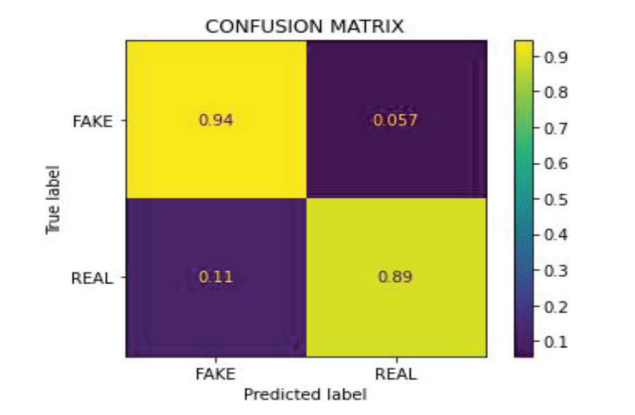 CONFUSION MATRIX
FAKE 0.94 0.057
REAL 0.11 0.89
FAKE REAL
Predicted label
True label
0.9
0.8
0.7
0.6
0.5
0.4
0.3
0.2
0.1